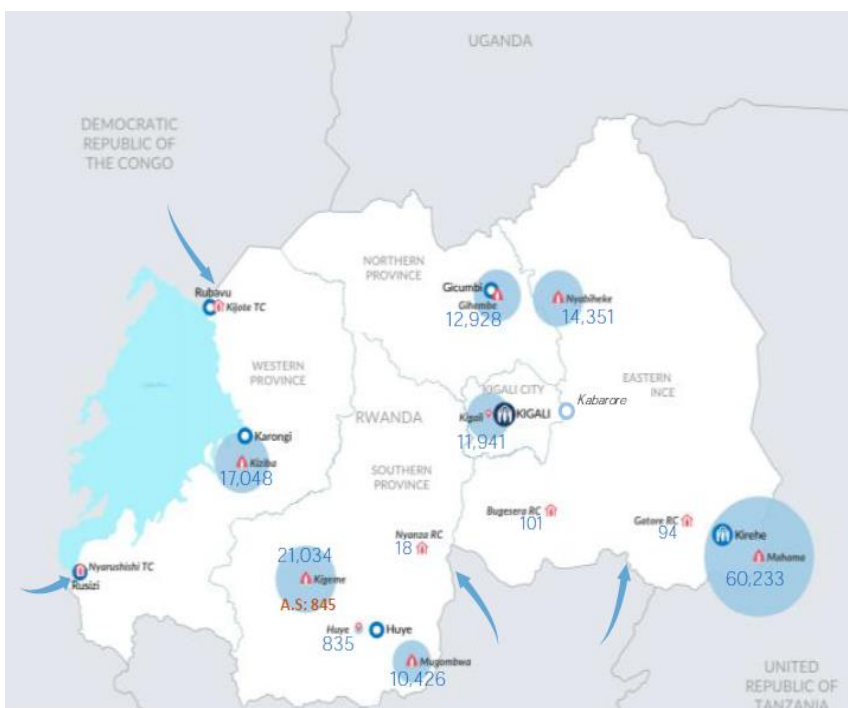 UGANDA
DEMOCRATIC
REPUBLIC OF
THE CONGO
NORTHERN
PROVINCE
Rubavu
Kijote TC
Gicumbi
Gihembe
12,928
Nyabiheke
14,351
WESTERN
PROVINCE
KIGALI CITY
EASTERN
INCE
Kabarore
Kigali
KIGALI
11,941
RWANDA
Karongi
Kiziba
17,048
SOUTHERN
PROVINCE
Bugesera RC
101
Gatore RC
94
Nyanza RC
18
Kirehe
Mahama
60,233
21,034
Kigeme
A.S: 845
Nyarushishi TC
Rusizi
Huye
Huye
835
Mugombwa
10,426
UNITED
REPUBLIC OF
TANZANIA